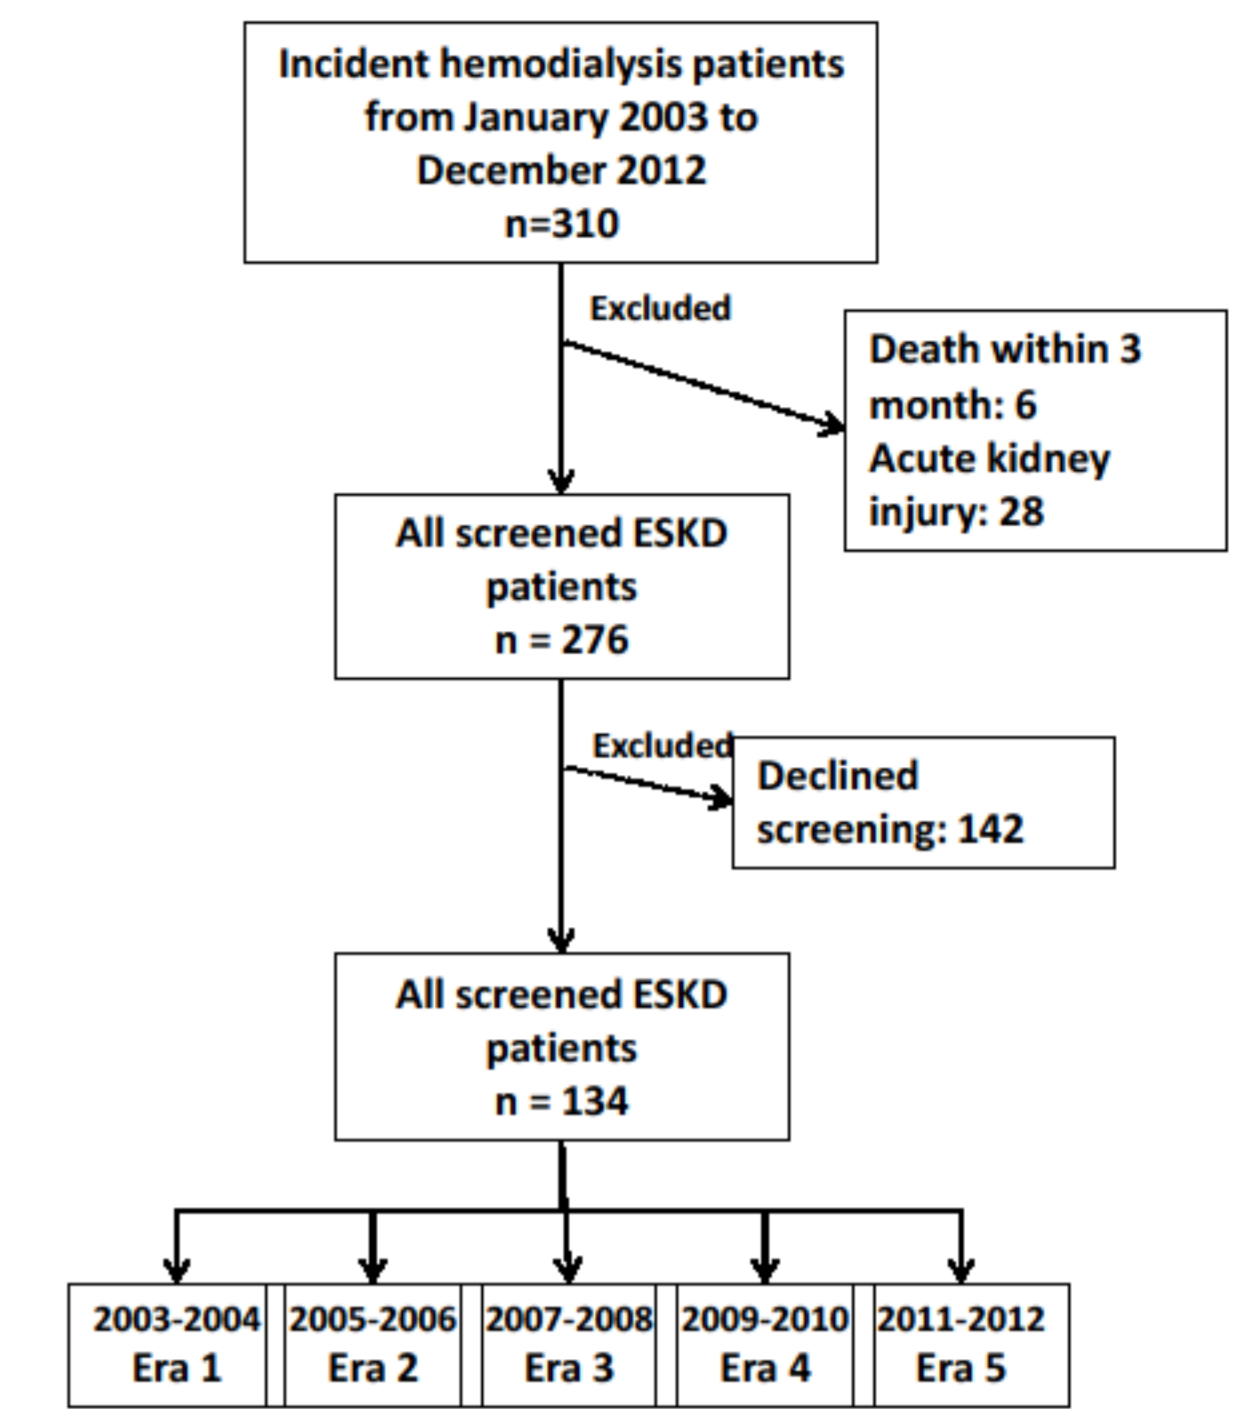 Incident hemodialysis patients
from January 2003 to
December 2012
n=310
Excluded
Death within 3
month: 6
Acute kidney
injury: 28
All screened ESKD
patients
n = 276
Excluded
Declined
screening: 142
All screened ESKD
patients
n = 134
2003-2004
Era 1
2005-2006
Era 2
2007-2008
Era 3
2009-2010
Era 4
2011-2012
Era 5